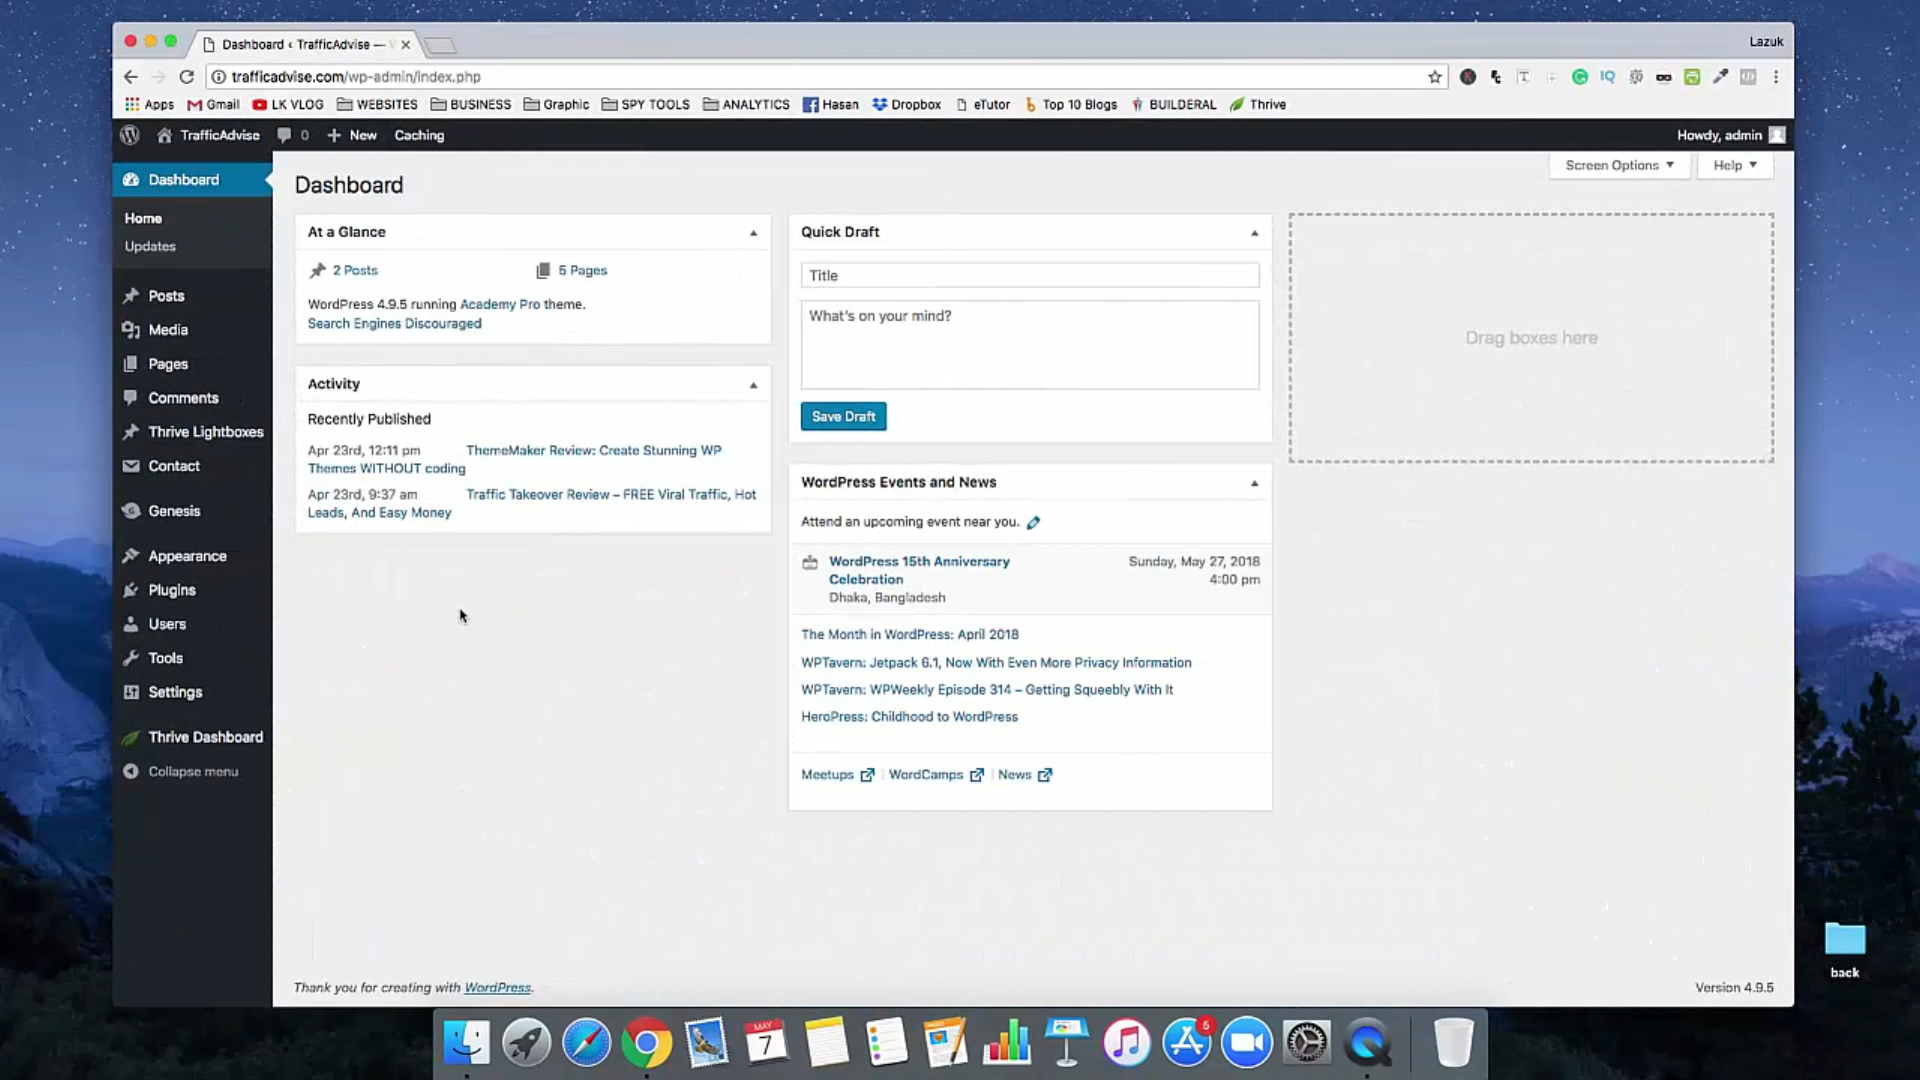 Dashboard ‹ TrafficAdvise —
Lazuk
trafficadvise.com/wp-admin/index.php
Apps Gmail LK VLOG WEBSITES BUSINESS Graphic SPY TOOLS ANALYTICS Hasan Dropbox eTutor Top 10 Blogs BUILDERAL Thrive
TrafficAdvise 0 + New Caching
Howdy, admin
Dashboard
Home
Updates
Posts
Media
Pages
Comments
Thrive Lightboxes
Contact
Genesis
Appearance
Plugins
Users
Tools
Settings
Thrive Dashboard
Collapse menu
Screen Options
Help
Dashboard
At a Glance
2 Posts
5 Pages
WordPress 4.9.5 running Academy Pro theme.
Search Engines Discouraged
Activity
Recently Published
Apr 23rd, 12:11 pm ThemeMaker Review: Create Stunning WP
Themes WITHOUT coding
Apr 23rd, 9:37 am Traffic Takeover Review – FREE Viral Traffic, Hot
Leads, And Easy Money
Quick Draft
Title
What's on your mind?
Save Draft
WordPress Events and News
Attend an upcoming event near you.
WordPress 15th Anniversary
Celebration
Dhaka, Bangladesh
Sunday, May 27, 2018
4:00 pm
The Month in WordPress: April 2018
WPTavern: Jetpack 6.1, Now With Even More Privacy Information
WPTavern: WPWeekly Episode 314 – Getting Squeebly With It
HeroPress: Childhood to WordPress
Meetups | WordCamps | News
Drag boxes here
Thank you for creating with WordPress.
Version 4.9.5
back
MAY
7
5